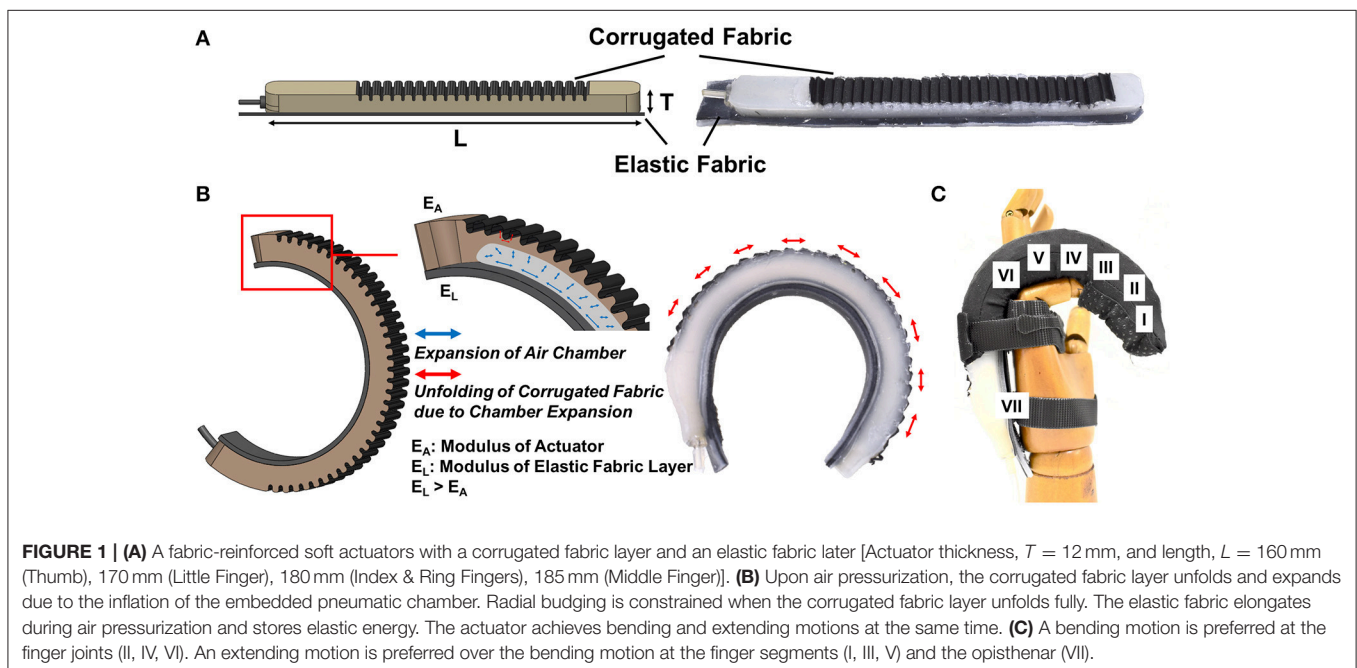 A
Corrugated Fabric
T
L
Elastic Fabric
B
E_A
E_L
Expansion of Air Chamber
Unfolding of Corrugated Fabric
due to Chamber Expansion
E_A: Modulus of Actuator
E_L: Modulus of Elastic Fabric Layer
E_L > E_A
C
VI
V
IV
III
II
I
VII
FIGURE 1 | (A) A fabric-reinforced soft actuators with a corrugated fabric layer and an elastic fabric later [Actuator thickness, T = 12 mm, and length, L = 160 mm
(Thumb), 170 mm (Little Finger), 180 mm (Index & Ring Fingers), 185 mm (Middle Finger)]. (B) Upon air pressurization, the corrugated fabric layer unfolds and expands
due to the inflation of the embedded pneumatic chamber. Radial budging is constrained when the corrugated fabric layer unfolds fully. The elastic fabric elongates
during air pressurization and stores elastic energy. The actuator achieves bending and extending motions at the same time. (C) A bending motion is preferred at the
finger joints (II, IV, VI). An extending motion is preferred over the bending motion at the finger segments (I, III, V) and the opisthenar (VII).